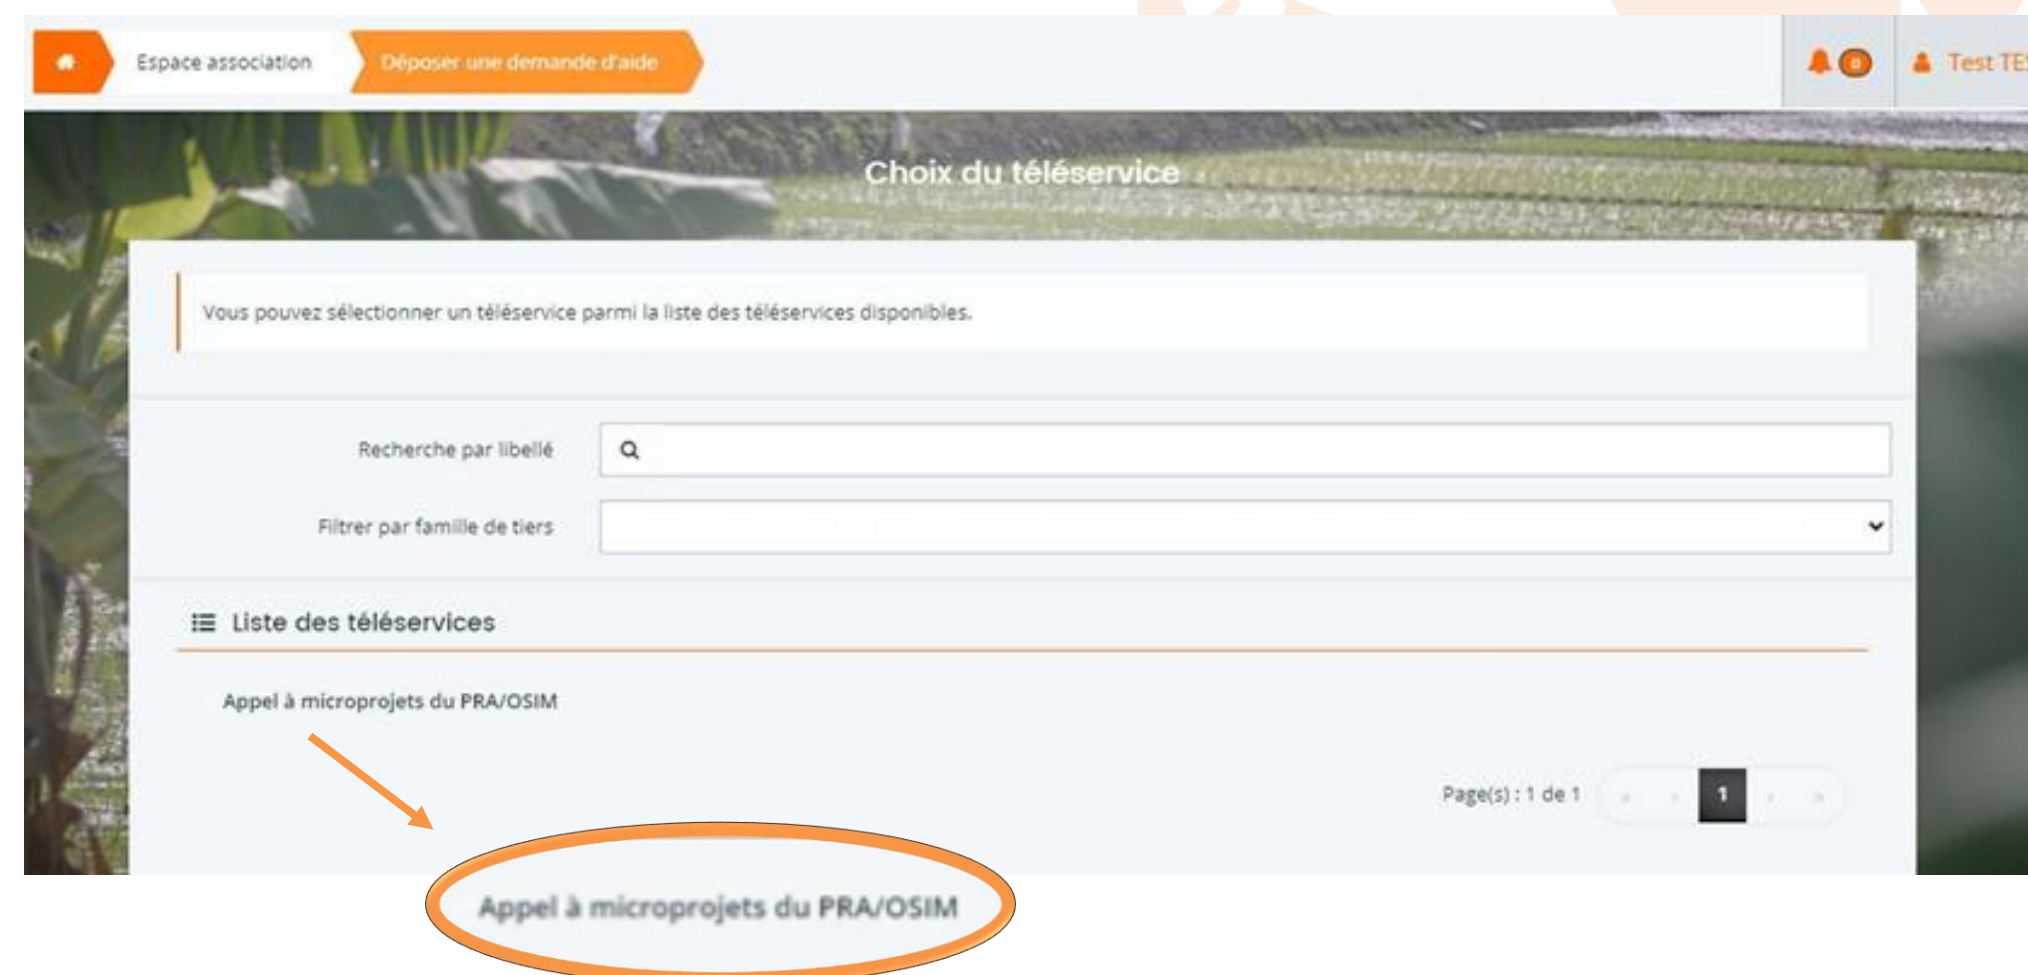 Espace association
Déposer une demande d'aide
0
Test TES
Choix du téléservice
Vous pouvez sélectionner un téléservice parmi la liste des téléservices disponibles.
Recherche par libellé
Filtrer par famille de tiers
Liste des téléservices
Appel à microprojets du PRA/OSIM
Page(s) : 1 de 1 « ‹ 1 › »
Appel à microprojets du PRA/OSIM